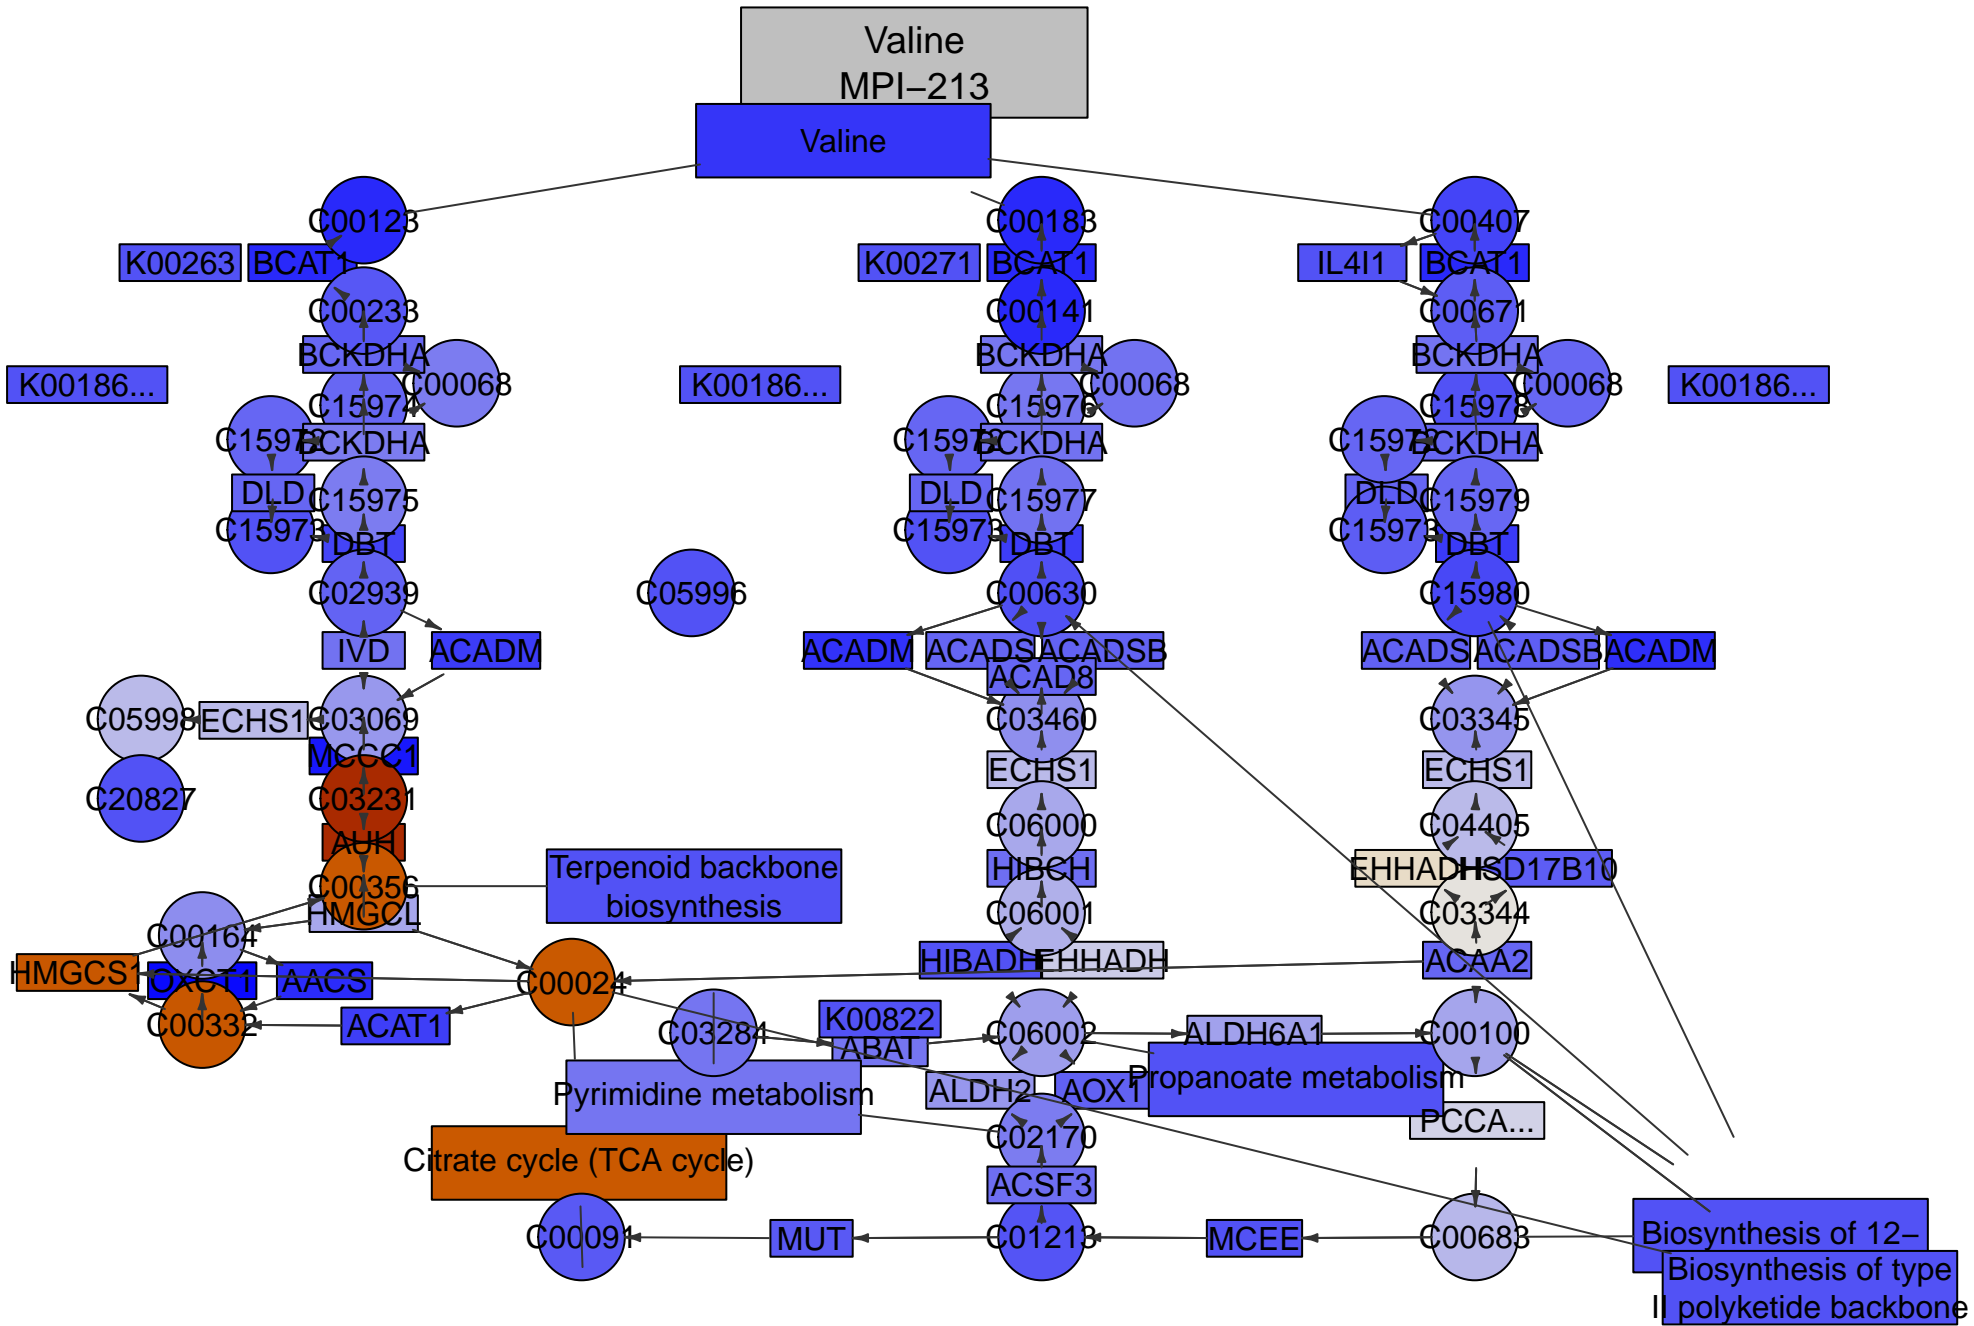 Valine
MPI−213
Valine
C00123
C00183
C00407
K00263
BCAT1
K00271
BCAT1
IL4I1
BCAT1
C00233
C00141
C00671
BCKDHA
BCKDHA
BCKDHA
K00186...
C00068
K00186...
C00068
C00068
K00186...
C15974
C15976
C15978
C15972
BCKDHA
C15972
BCKDHA
C15972
BCKDHA
DLD
C15975
DLD
C15977
DLD
C15979
C15973
DBT
C15973
DBT
C15973
DBT
C02939
C05996
C00630
C15980
IVD
ACADM
ACADM
ACADS
ACADSB
ACADS
ACADSB
ACADM
ACAD8
C05998
ECHS1
C03069
C03460
C03345
MCCC1
ECHS1
ECHS1
C20827
C03231
C06000
C04405
AUH
HIBCH
EHHADH
HSD17B10
C00356
Terpenoid backbone
biosynthesis
HMGCL
C06001
C03344
C00164
HIBADH
EHHADH
ACAA2
HMGCS1
OXCT1
AACS
C00024
C00332
ACAT1
C03284
K00822
ABAT
C06002
ALDH6A1
C00100
Pyrimidine metabolism
ALDH2
AOX1
Propanoate metabolism
PCCA...
C02170
Citrate cycle (TCA cycle)
ACSF3
C00091
MUT
C01213
MCEE
C00683
Biosynthesis of 12−
Biosynthesis of type
II polyketide backbone